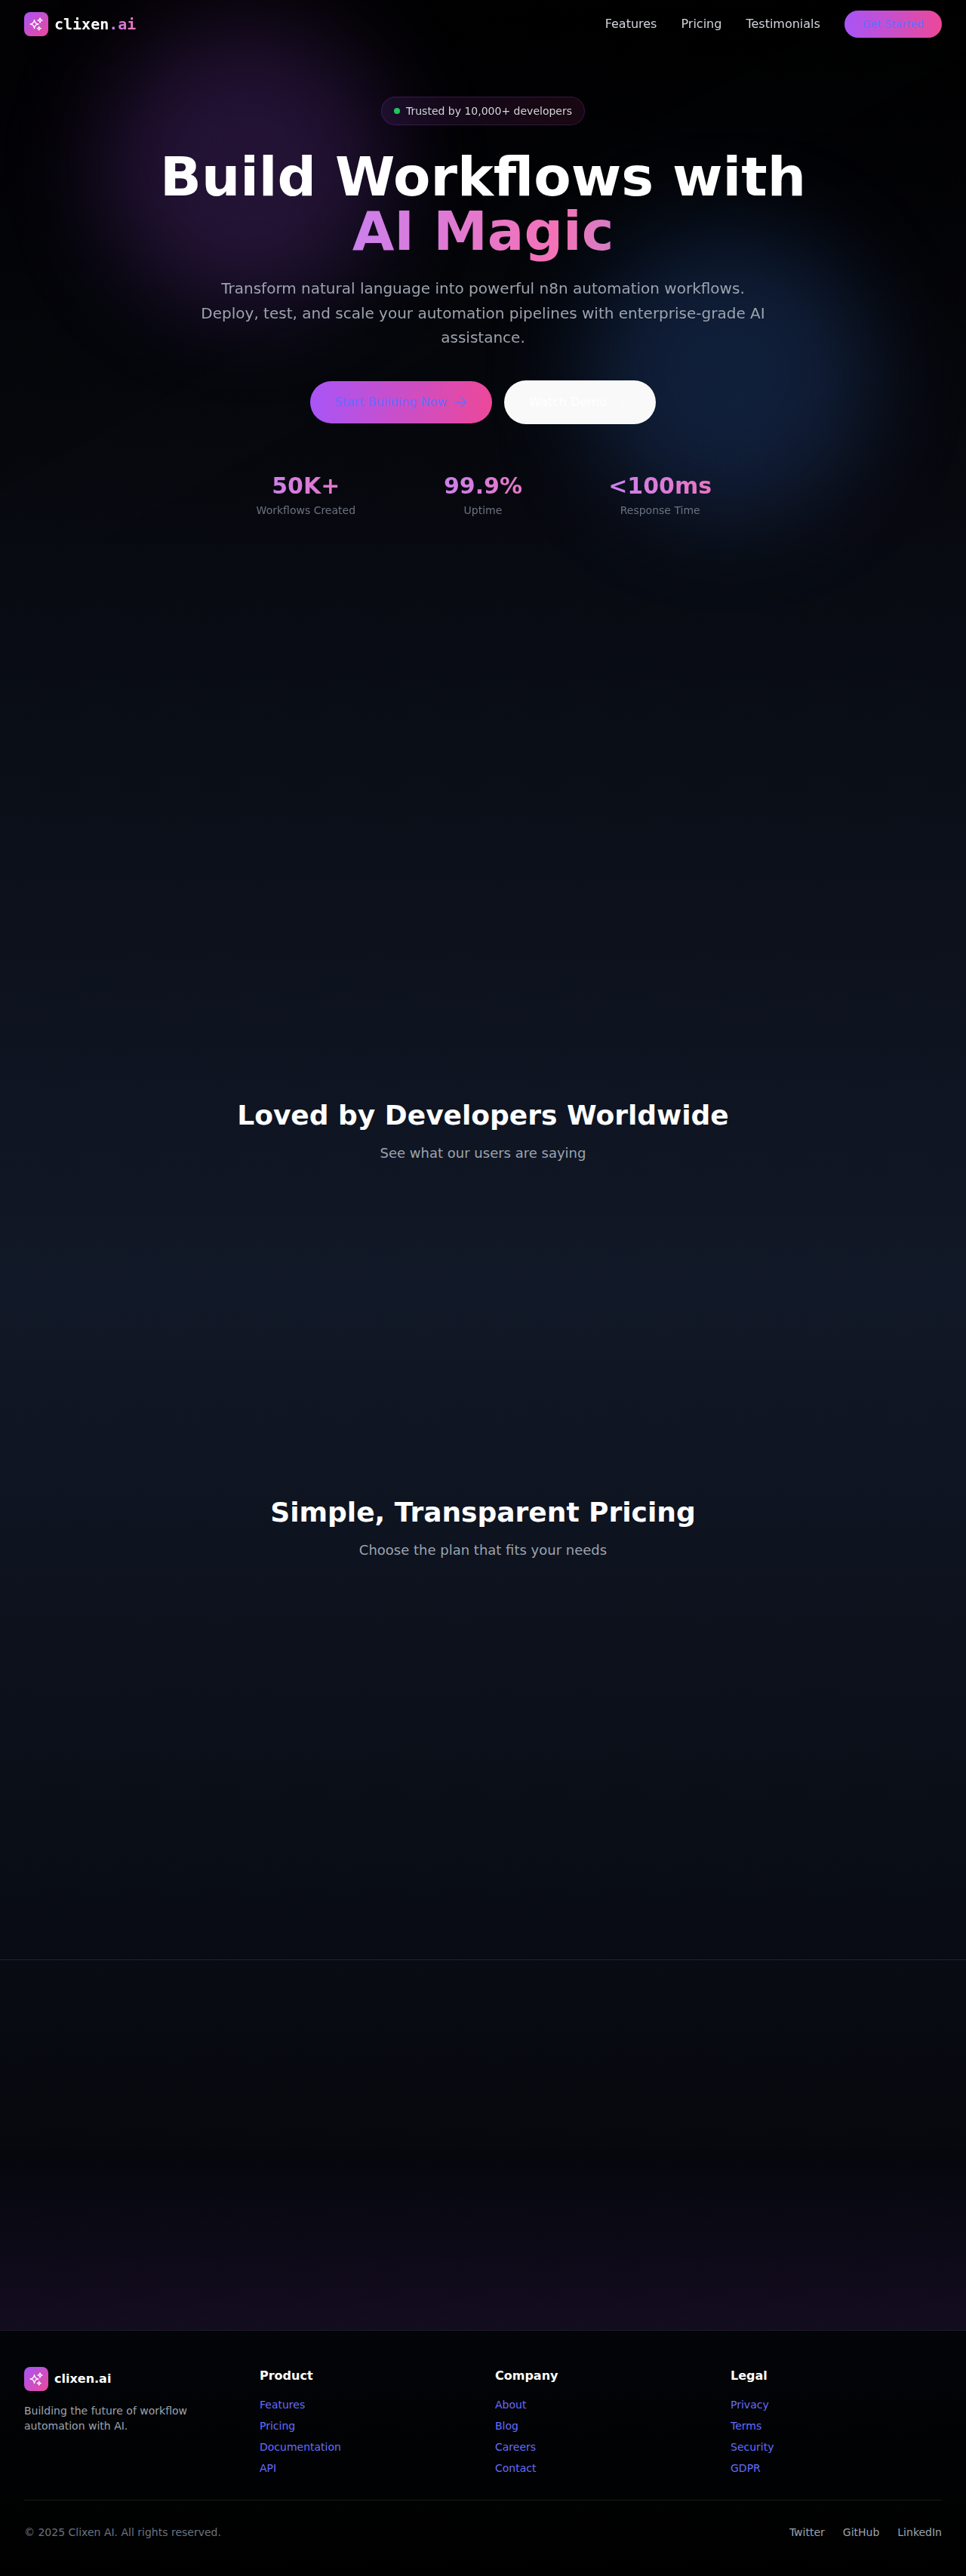 clixen.ai
Features
Pricing
Testimonials
Get Started
Trusted by 10,000+ developers
Build Workflows with
AI Magic
Transform natural language into powerful n8n automation workflows.
Deploy, test, and scale your automation pipelines with enterprise-grade AI
assistance.
Start Building Now
Watch Demo
50K+
Workflows Created
99.9%
Uptime
<100ms
Response Time
Loved by Developers Worldwide
See what our users are saying
Simple, Transparent Pricing
Choose the plan that fits your needs
clixen.ai
Building the future of workflow
automation with AI.
Product
Features
Pricing
Documentation
API
Company
About
Blog
Careers
Contact
Legal
Privacy
Terms
Security
GDPR
© 2025 Clixen AI. All rights reserved.
Twitter
GitHub
LinkedIn